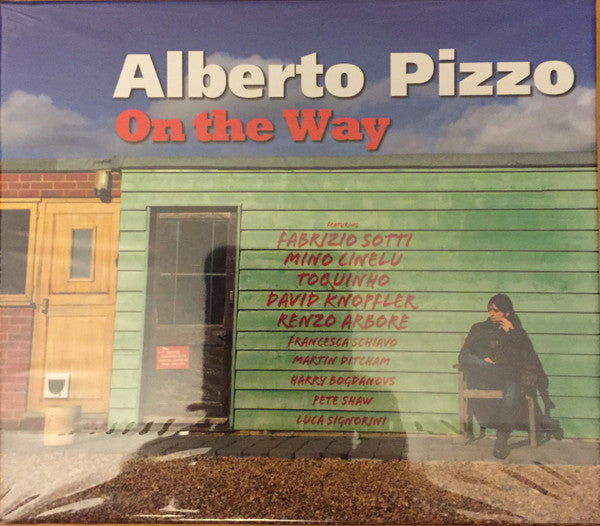 Alberto Pizzo
On the Way
FEATURING
FABRIZIO SOTTI
MINO CINELU
TOQUINHO
DAVID KNOPFLER
RENZO ARBORE
FRANCESCA SCHIAVO
MARTIN DITCHAM
HARRY BOGDANOVS
PETE SHAW
LUCA SIGNORINI